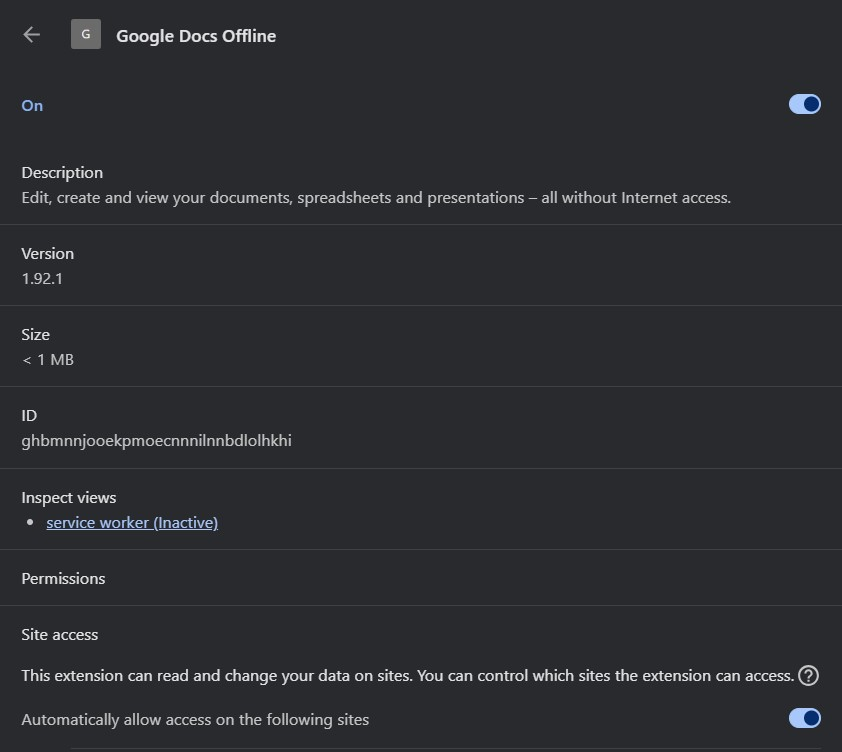 G Google Docs Offline
On
Description
Edit, create and view your documents, spreadsheets and presentations – all without Internet access.
Version
1.92.1
Size
< 1 MB
ID
ghbmnnjooekpmoecnnnilnnbdlolhkhi
Inspect views
• service worker (Inactive)
Permissions
Site access
This extension can read and change your data on sites. You can control which sites the extension can access. ?
Automatically allow access on the following sites